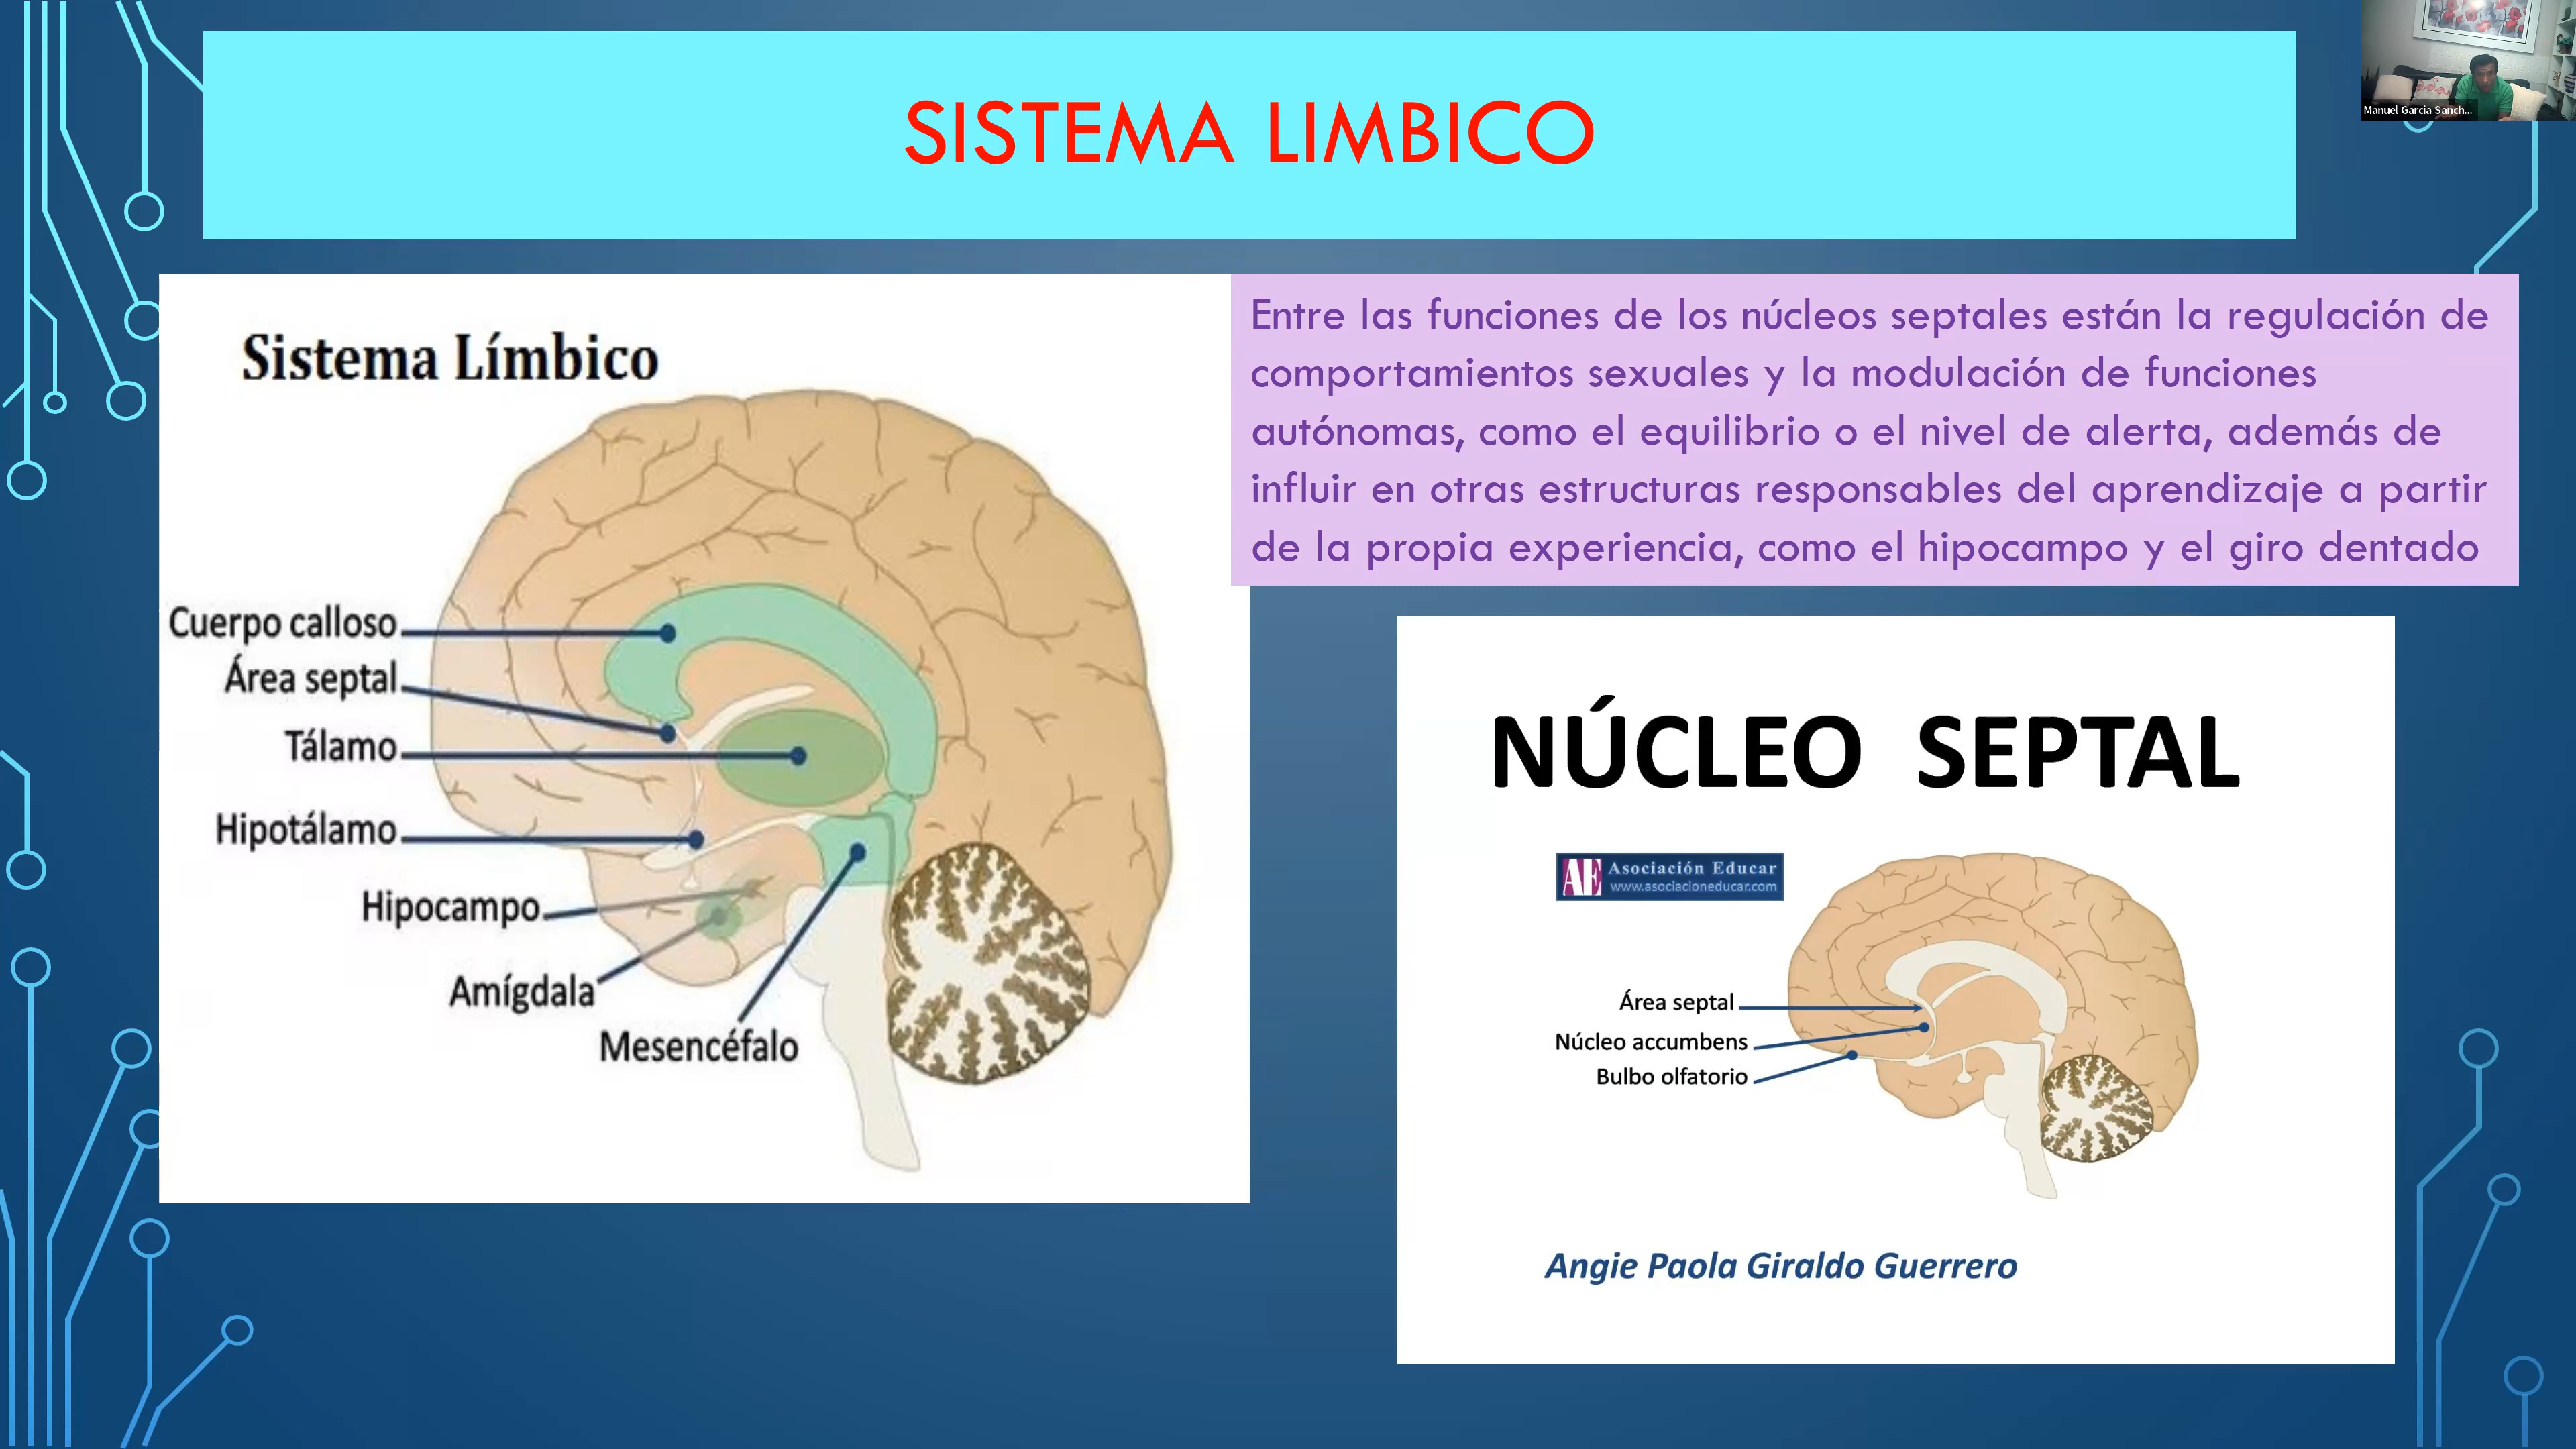 SISTEMA LIMBICO
Manuel Garcia Sanch...
Sistema Límbico
Cuerpo calloso
Área septal
Tálamo
Hipotálamo
Hipocampo
Amígdala
Mesencéfalo
Entre las funciones de los núcleos septales están la regulación de
comportamientos sexuales y la modulación de funciones
autónomas, como el equilibrio o el nivel de alerta, además de
influir en otras estructuras responsables del aprendizaje a partir
de la propia experiencia, como el hipocampo y el giro dentado
NÚCLEO SEPTAL
AE Asociación Educar
www.asociacioneducar.com
Área septal
Núcleo accumbens
Bulbo olfatorio
Angie Paola Giraldo Guerrero